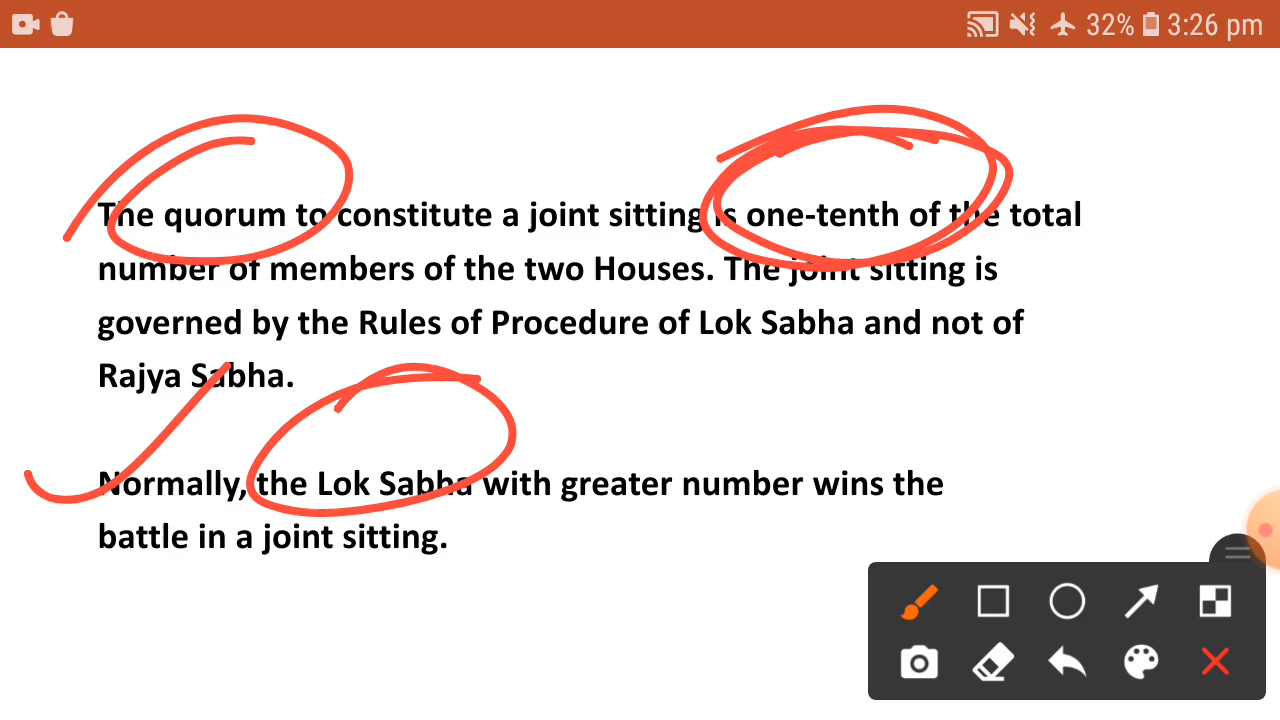 32% 3:26 pm
The quorum to constitute a joint sitting is one-tenth of the total
number of members of the two Houses. The joint sitting is
governed by the Rules of Procedure of Lok Sabha and not of
Rajya Sabha.
Normally, the Lok Sabha with greater number wins the
battle in a joint sitting.